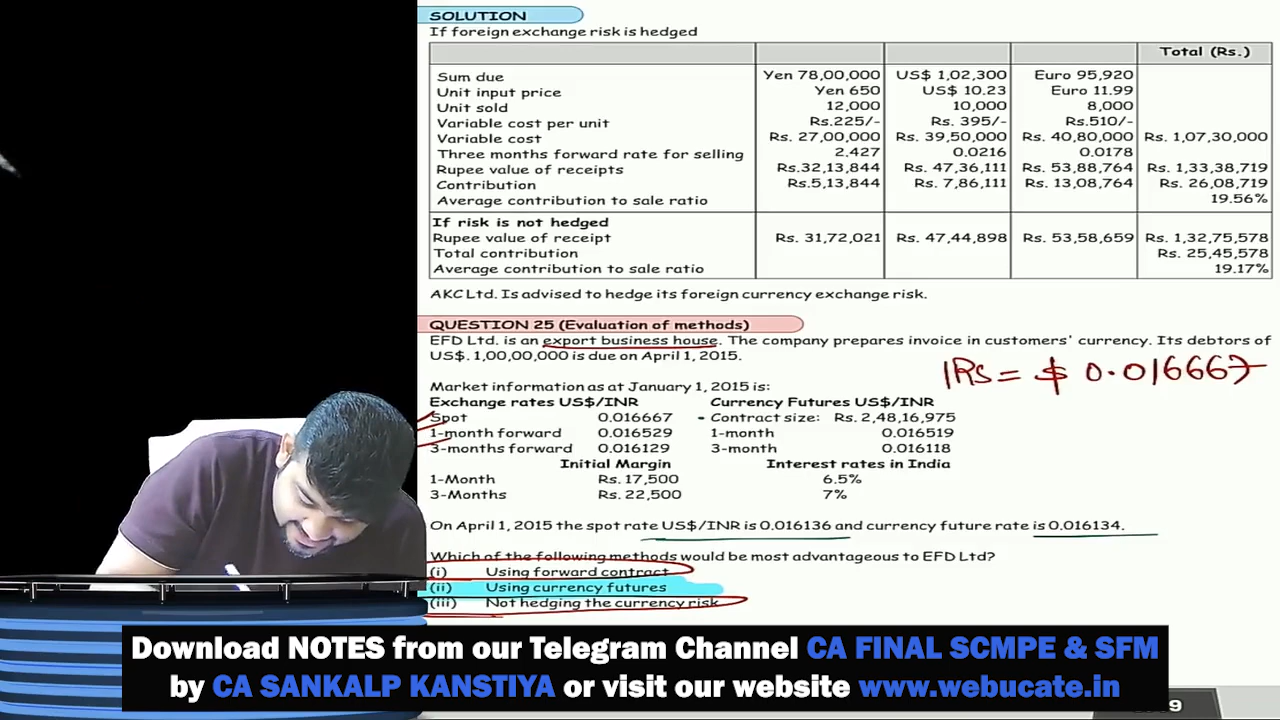 SOLUTION
If foreign exchange risk is hedged
Total (Rs.)
Sum due Yen 78,00,000 US$ 1,02,300 Euro 95,920
Unit input price Yen 650 US$ 10.23 Euro 11.99
Unit sold 12,000 10,000 8,000
Variable cost per unit Rs.225/- Rs. 395/- Rs.510/-
Variable cost Rs. 27,00,000 Rs. 39,50,000 Rs. 40,80,000 Rs. 1,07,30,000
Three months forward rate for selling 2.427 0.0216 0.0178
Rupee value of receipts Rs.32,13,844 Rs. 47,36,111 Rs. 53,88,764 Rs. 1,33,38,719
Contribution Rs.5,13,844 Rs. 7,86,111 Rs. 13,08,764 Rs. 26,08,719
Average contribution to sale ratio 19.56%
If risk is not hedged
Rupee value of receipt Rs. 31,72,021 Rs. 47,44,898 Rs. 53,58,659 Rs. 1,32,75,578
Total contribution Rs. 25,45,578
Average contribution to sale ratio 19.17%
AKC Ltd. Is advised to hedge its foreign currency exchange risk.
QUESTION 25 (Evaluation of methods)
EFD Ltd. is an export business house. The company prepares invoice in customers' currency. Its debtors of
US$. 1,00,00,000 is due on April 1, 2015.
1Rs = $ 0.016667
Market information as at January 1, 2015 is:
Exchange rates US$/INR Currency Futures US$/INR
Spot 0.016667 Contract size: Rs. 2,48,16,975
1-month forward 0.016529 1-month 0.016519
3-months forward 0.016129 3-month 0.016118
Initial Margin Interest rates in India
1-Month Rs. 17,500 6.5%
3-Months Rs. 22,500 7%
On April 1, 2015 the spot rate US$/INR is 0.016136 and currency future rate is 0.016134.
Which of the following methods would be most advantageous to EFD Ltd?
(i) Using forward contract
(ii) Using currency futures
(iii) Not hedging the currency risk
Download NOTES from our Telegram Channel CA FINAL SCMPE & SFM
by CA SANKALP KANSTIYA or visit our website www.webucate.in